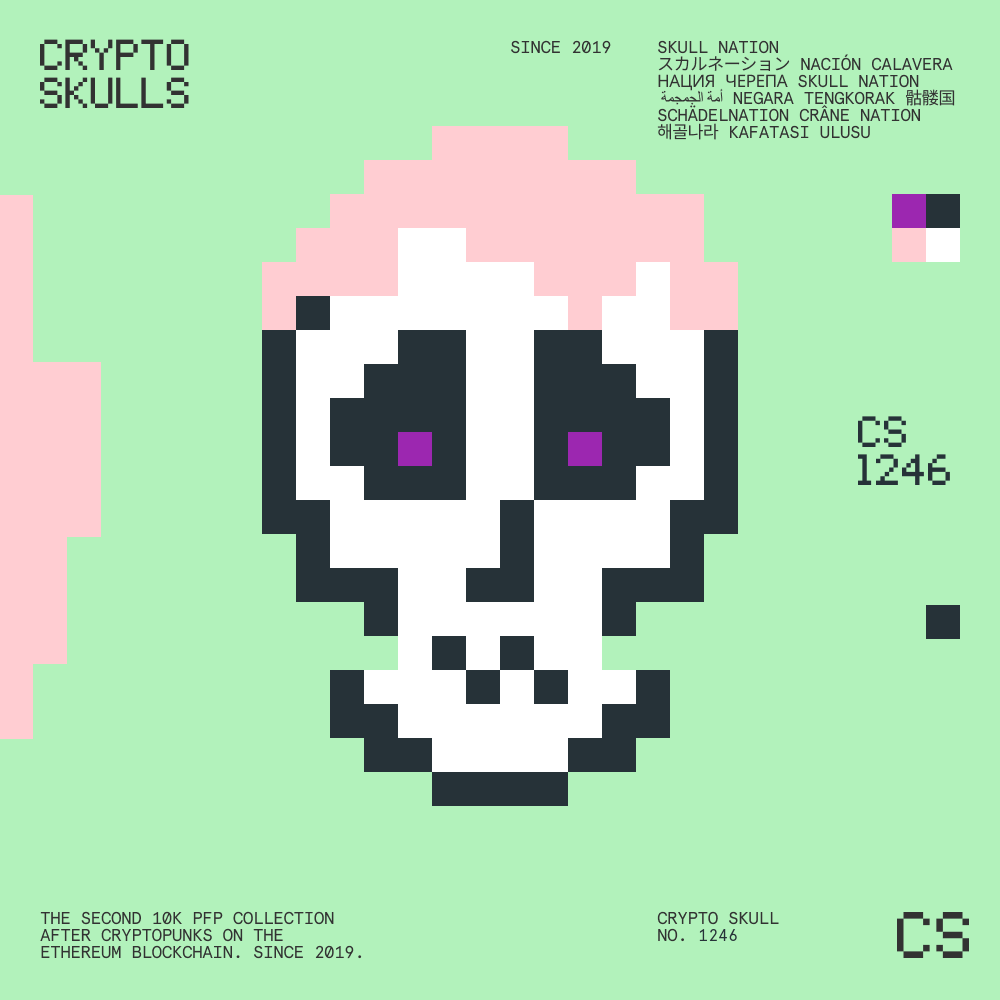 CRYPTO
SKULLS
SINCE 2019
SKULL NATION
スカルネーション NACIÓN CALAVERA
НАЦИЯ ЧЕРЕПА SKULL NATION
أمة الجمجمة NEGARA TENGKORAK 骷髅国
SCHÄDELNATION CRÂNE NATION
해골나라 KAFATASI ULUSU
CS
1246
THE SECOND 10K PFP COLLECTION
AFTER CRYPTOPUNKS ON THE
ETHEREUM BLOCKCHAIN. SINCE 2019.
CRYPTO SKULL
NO. 1246
CS